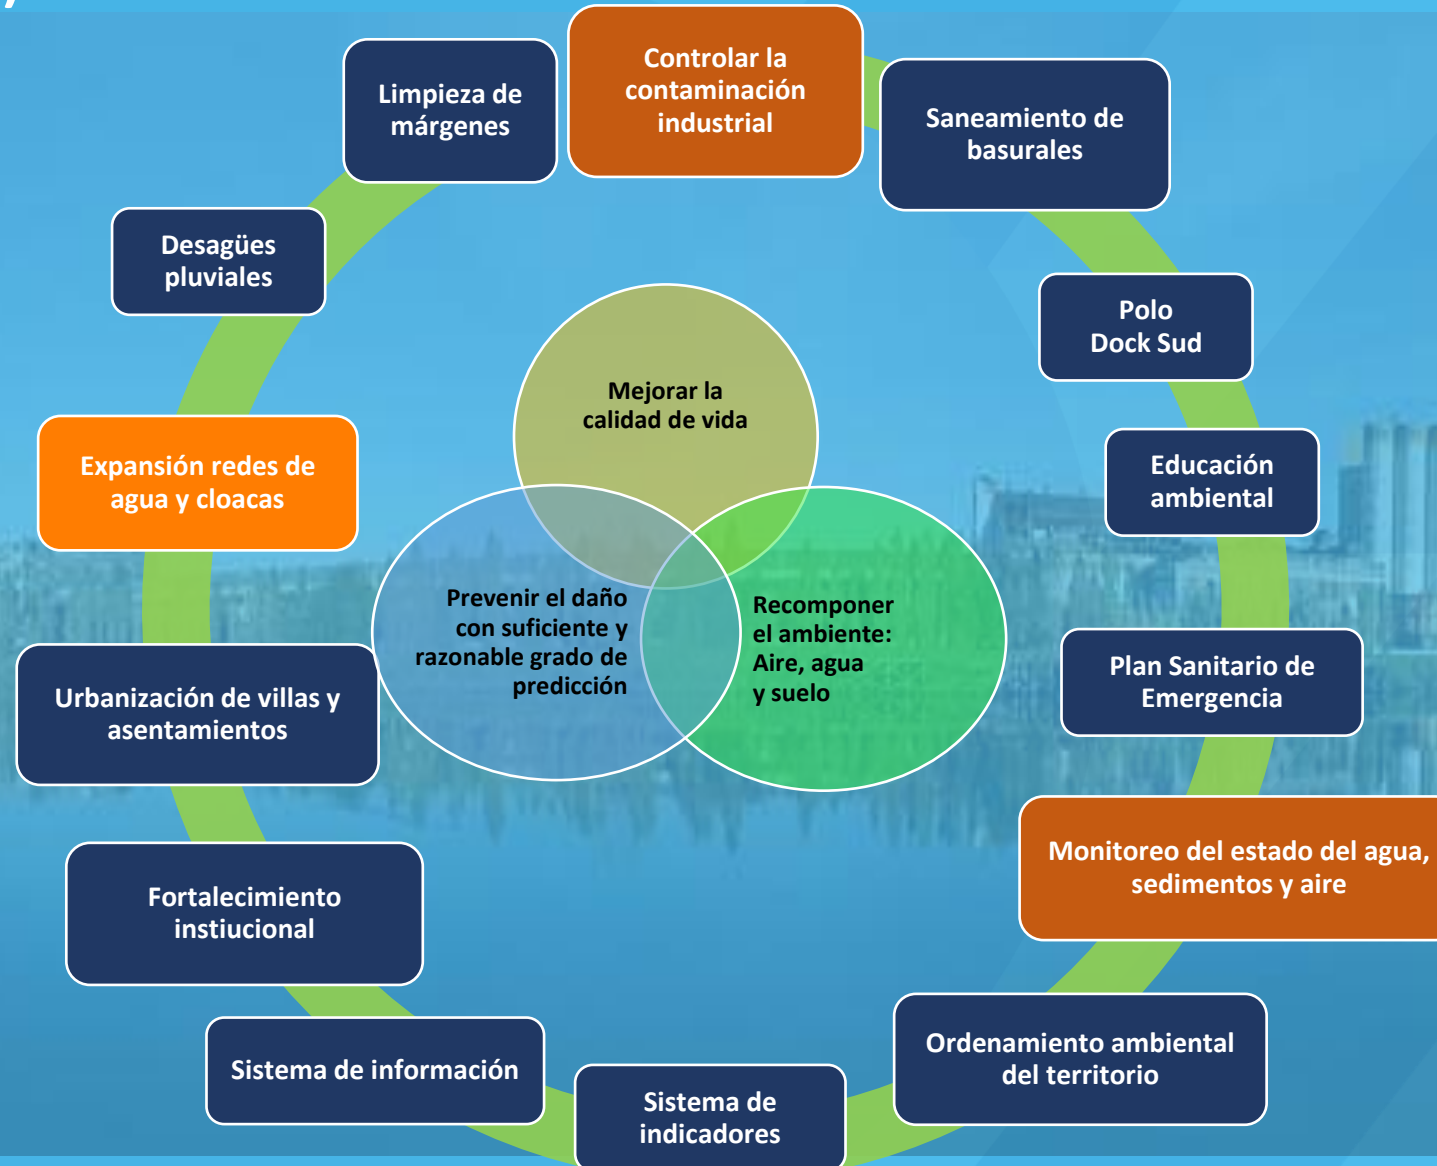 Controlar la
contaminación
industrial
Saneamiento de
basurales
Polo
Dock Sud
Educación
ambiental
Plan Sanitario de
Emergencia
Monitoreo del estado del agua,
sedimentos y aire
Ordenamiento ambiental
del territorio
Sistema de
indicadores
Sistema de información
Fortalecimiento
instiucional
Urbanización de villas y
asentamientos
Expansión redes de
agua y cloacas
Desagües
pluviales
Limpieza de
márgenes
Mejorar la
calidad de vida
Prevenir el daño
con suficiente y
razonable grado de
predicción
Recomponer
el ambiente:
Aire, agua
y suelo